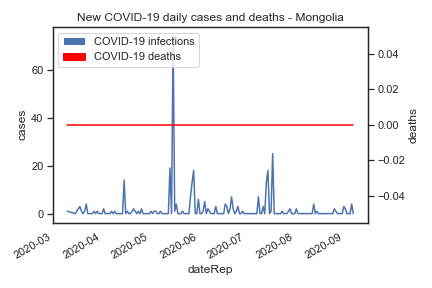 New COVID-19 daily cases and deaths - Mongolia
COVID-19 infections
COVID-19 deaths
60
40
20
0
cases
0.04
0.02
0.00
−0.02
−0.04
deaths
2020-03
2020-04
2020-05
2020-06
2020-07
2020-08
2020-09
dateRep